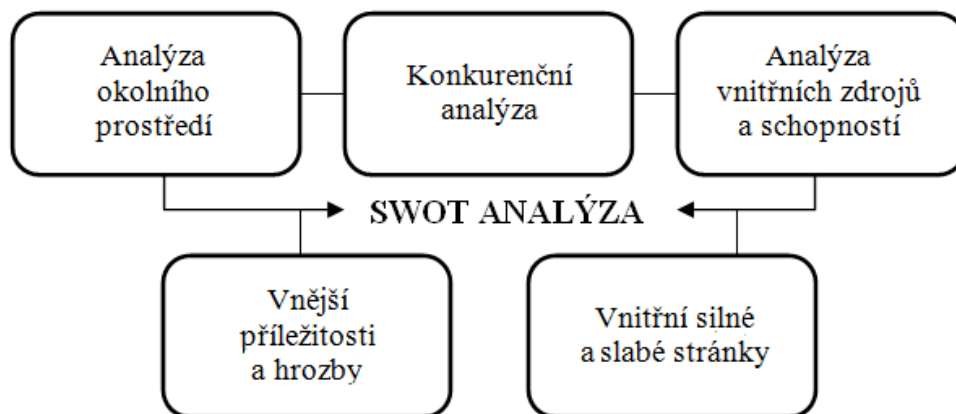 Analýza
okolního
prostředí
Konkurenční
analýza
Analýza
vnitřních zdrojů
a schopností
SWOT ANALÝZA
Vnější
příležitosti
a hrozby
Vnitřní silné
a slabé stránky